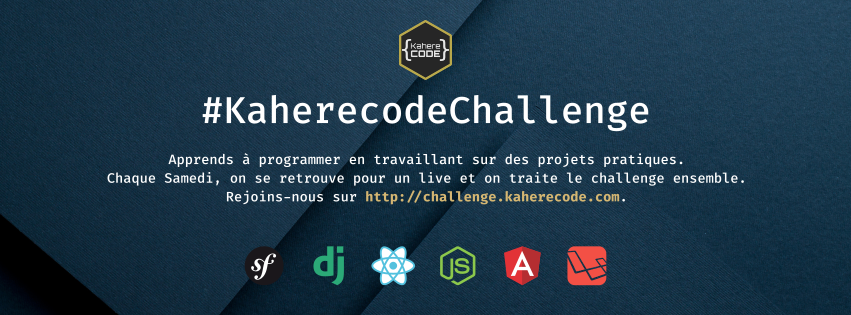 {Kahere
CODE}
#KaherecodeChallenge
Apprends à programmer en travaillant sur des projets pratiques.
Chaque Samedi, on se retrouve pour un live et on traite le challenge ensemble.
Rejoins-nous sur http://challenge.kaherecode.com.
sf dj JS A